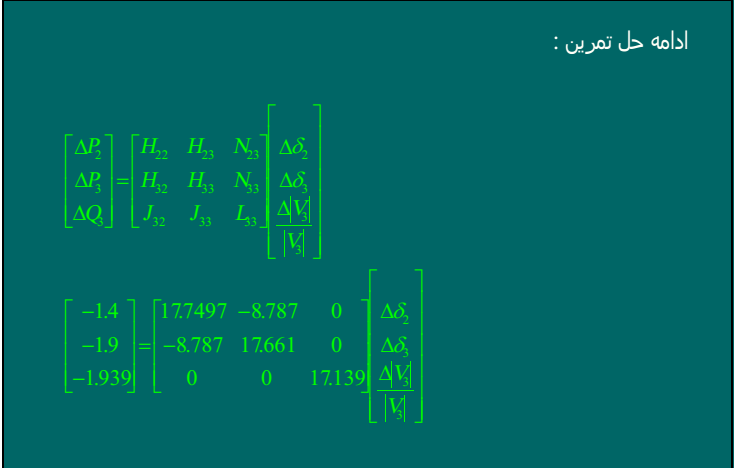 ادامه حل تمرین :
[ΔP₂; ΔP₃; ΔQ₃] = [H₂₂ H₂₃ N₂₃; H₃₂ H₃₃ N₃₃; J₃₂ J₃₃ L₃₃] [Δδ₂; Δδ₃; Δ|V₃|/|V₃|]
[−1.4; −1.9; −1.939] = [17.7497 −8.787 0; −8.787 17.661 0; 0 0 17.139] [Δδ₂; Δδ₃; Δ|V₃|/|V₃|]